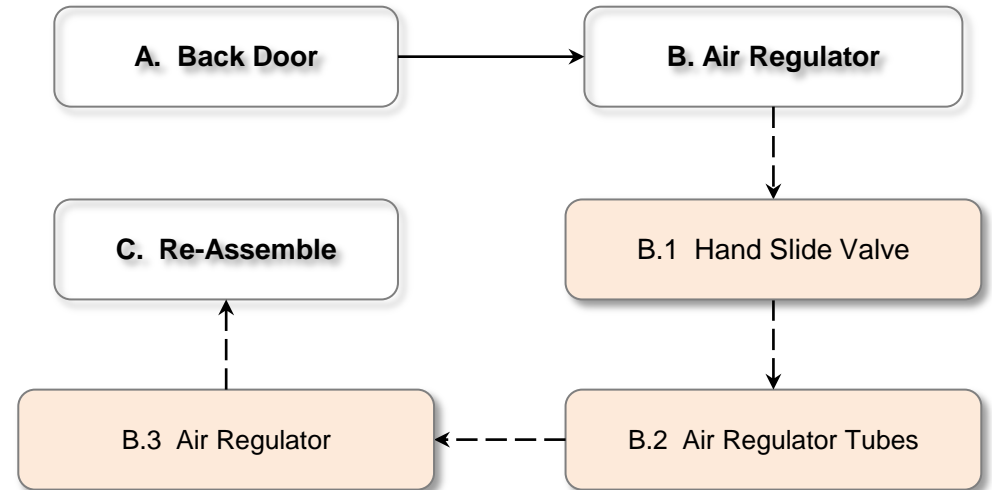 A. Back Door
B. Air Regulator
B.1 Hand Slide Valve
B.2 Air Regulator Tubes
B.3 Air Regulator
C. Re-Assemble